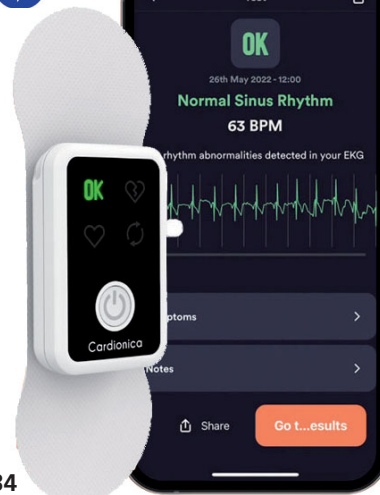 OK
26th May 2022 - 12:00
Normal Sinus Rhythm
63 BPM
rhythm abnormalities detected in your EKG
OK
Cardionica
ptoms
Notes
Share
Go t...esults
34